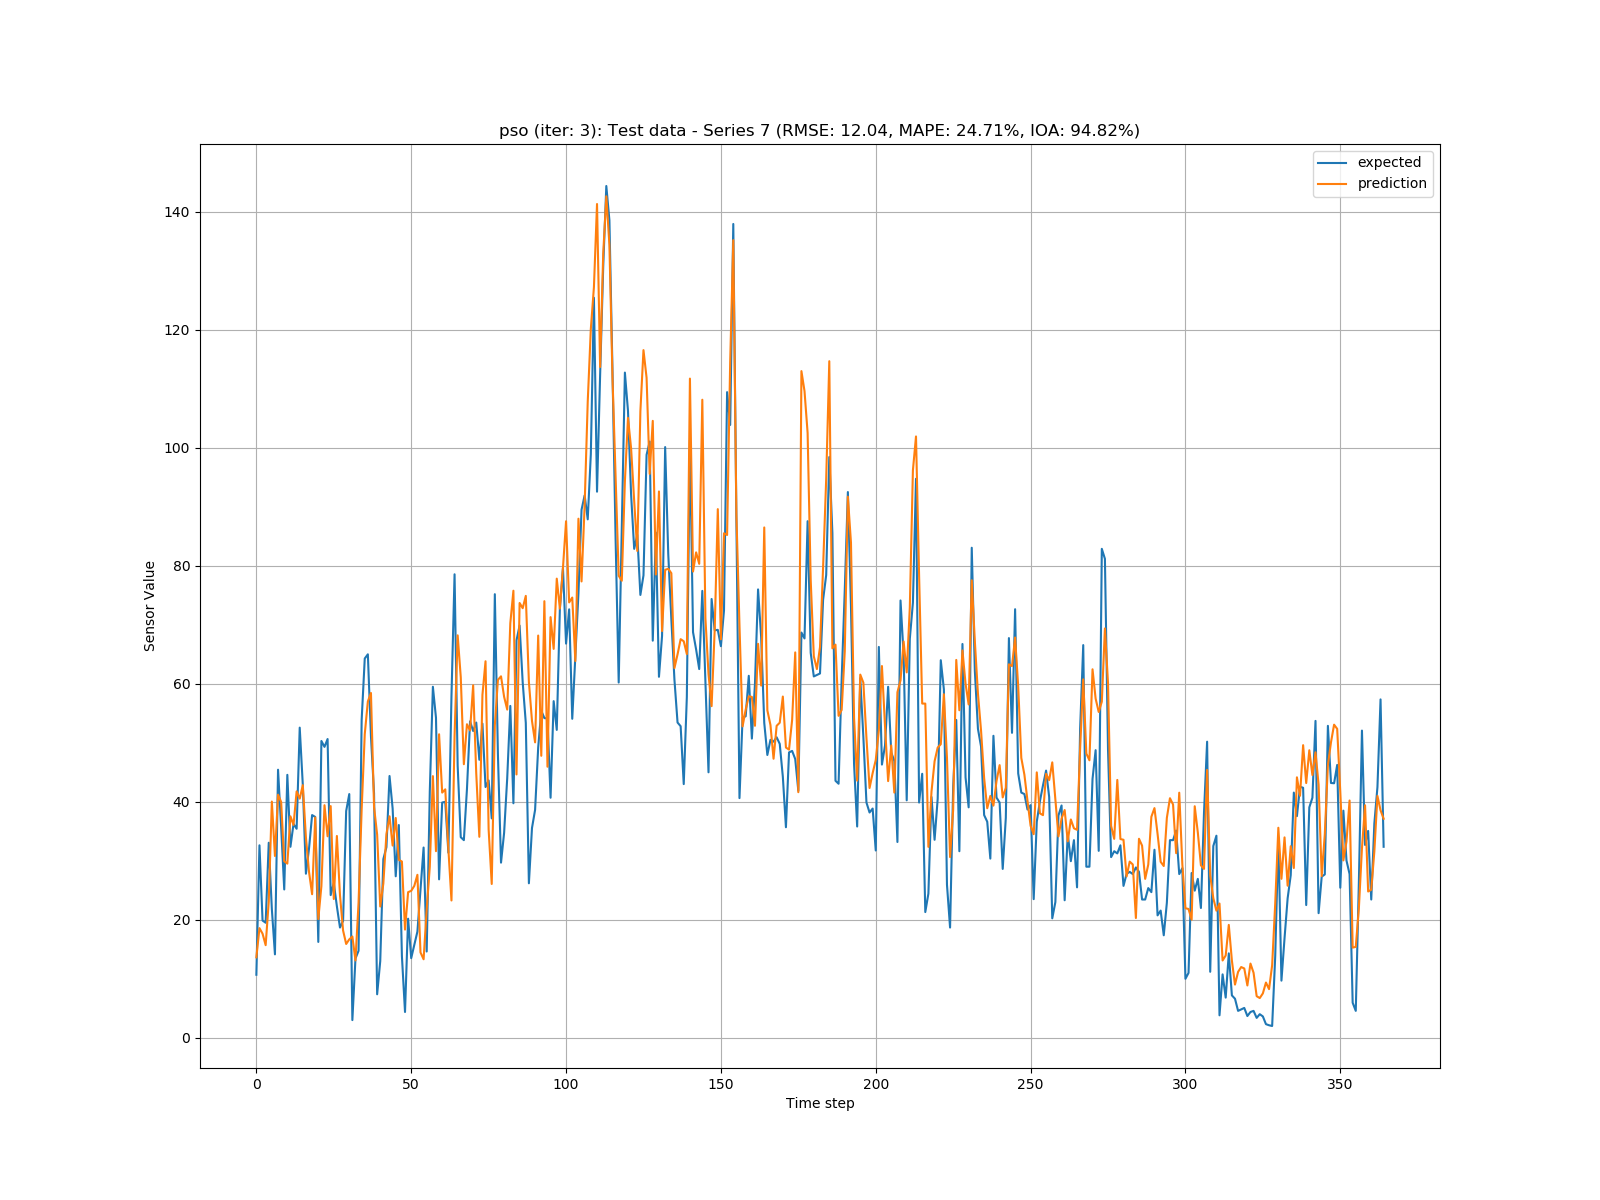 pso (iter: 3): Test data - Series 7 (RMSE: 12.04, MAPE: 24.71%, IOA: 94.82%)
expected
prediction
140
120
100
80
60
40
20
0
Sensor Value
0 50 100 150 200 250 300 350
Time step